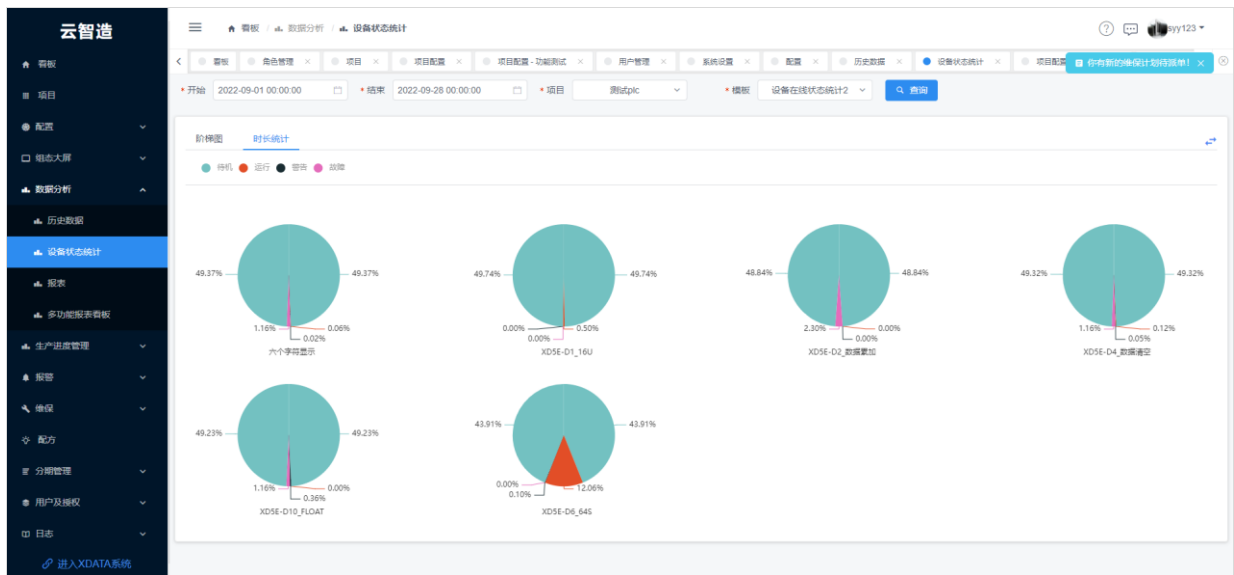 云智造
看板 / 数据分析 / 设备状态统计
syy123
看板
项目
配置
组态大屏
数据分析
历史数据
设备状态统计
报表
多功能报表看板
生产进度管理
报警
维保
配方
分期管理
用户及授权
日志
进入XDATA系统
看板 × 角色管理 × 项目 × 项目配置 × 项目配置-功能测试 × 用户管理 × 系统设置 × 配置 × 历史数据 × 设备状态统计 × 项目配置
你有新的维保计划待派单! ×
* 开始 2022-09-01 00:00:00 * 结束 2022-09-28 00:00:00 * 项目 测试plc * 模板 设备在线状态统计2 查询
阶梯图 时长统计
待机 运行 警告 故障
49.37% 49.37%
1.16% 0.06%
0.02%
六个字符显示
49.74% 49.74%
0.00% 0.50%
0.00%
XD5E-D1_16U
48.84% 48.84%
2.30% 0.00%
0.00%
XD5E-D2_数据累加
49.32% 49.32%
1.16% 0.12%
0.05%
XD5E-D4_数据清空
49.23% 49.23%
1.16% 0.00%
0.36%
XD5E-D10_FLOAT
43.91% 43.91%
0.00% 12.06%
0.10%
XD5E-D6_64S